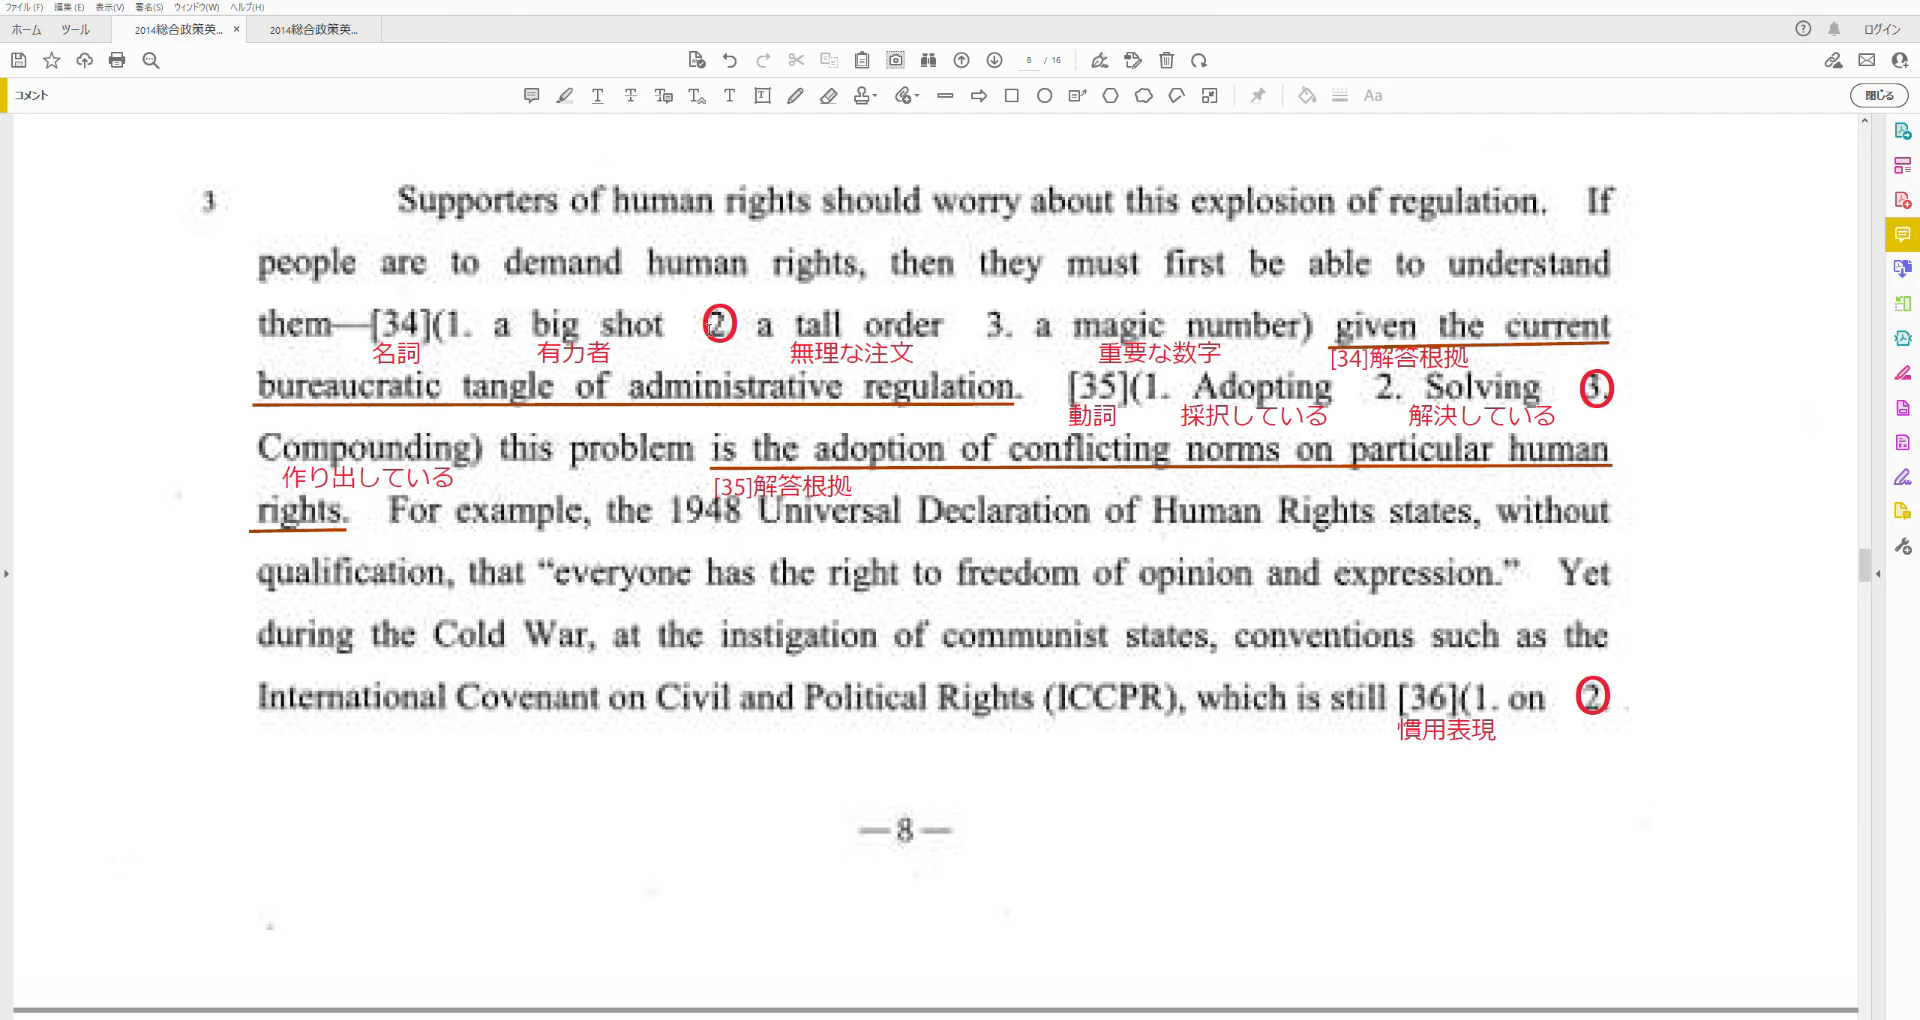 ファイル(F) 編集(E) 表示(V) 署名(S) ウィンドウ(W) ヘルプ(H)
ホーム ツール 2014総合政策英... × 2014総合政策英... ログイン
8 / 16
コメント Aa 閉じる
3 Supporters of human rights should worry about this explosion of regulation. If
people are to demand human rights, then they must first be able to understand
them—[34](1. a big shot 2 a tall order 3. a magic number) given the current
名詞 有力者 無理な注文 重要な数字 [34]解答根拠
bureaucratic tangle of administrative regulation. [35](1. Adopting 2. Solving 3.
動詞 採択している 解決している
Compounding) this problem is the adoption of conflicting norms on particular human
作り出している [35]解答根拠
rights. For example, the 1948 Universal Declaration of Human Rights states, without
qualification, that “everyone has the right to freedom of opinion and expression.” Yet
during the Cold War, at the instigation of communist states, conventions such as the
International Covenant on Civil and Political Rights (ICCPR), which is still [36](1. on 2.
慣用表現
— 8 —